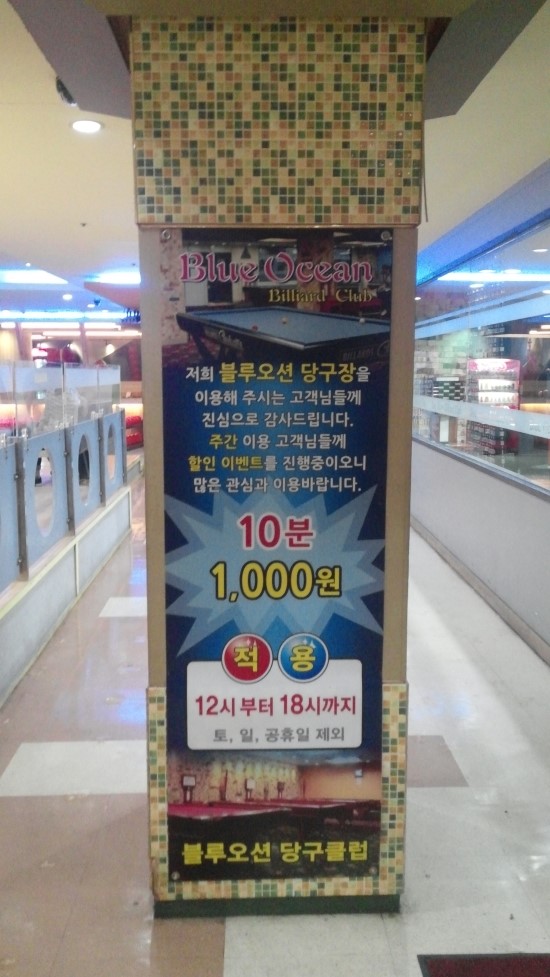 Blue Ocean
Billiard Club
저희 블루오션 당구장을
이용해 주시는 고객님들께
진심으로 감사드립니다.
주간 이용 고객님들께
할인 이벤트를 진행중이오니
많은 관심과 이용바랍니다.
10분
1,000원
적용
12시 부터 18시까지
토, 일, 공휴일 제외
블루오션 당구클럽